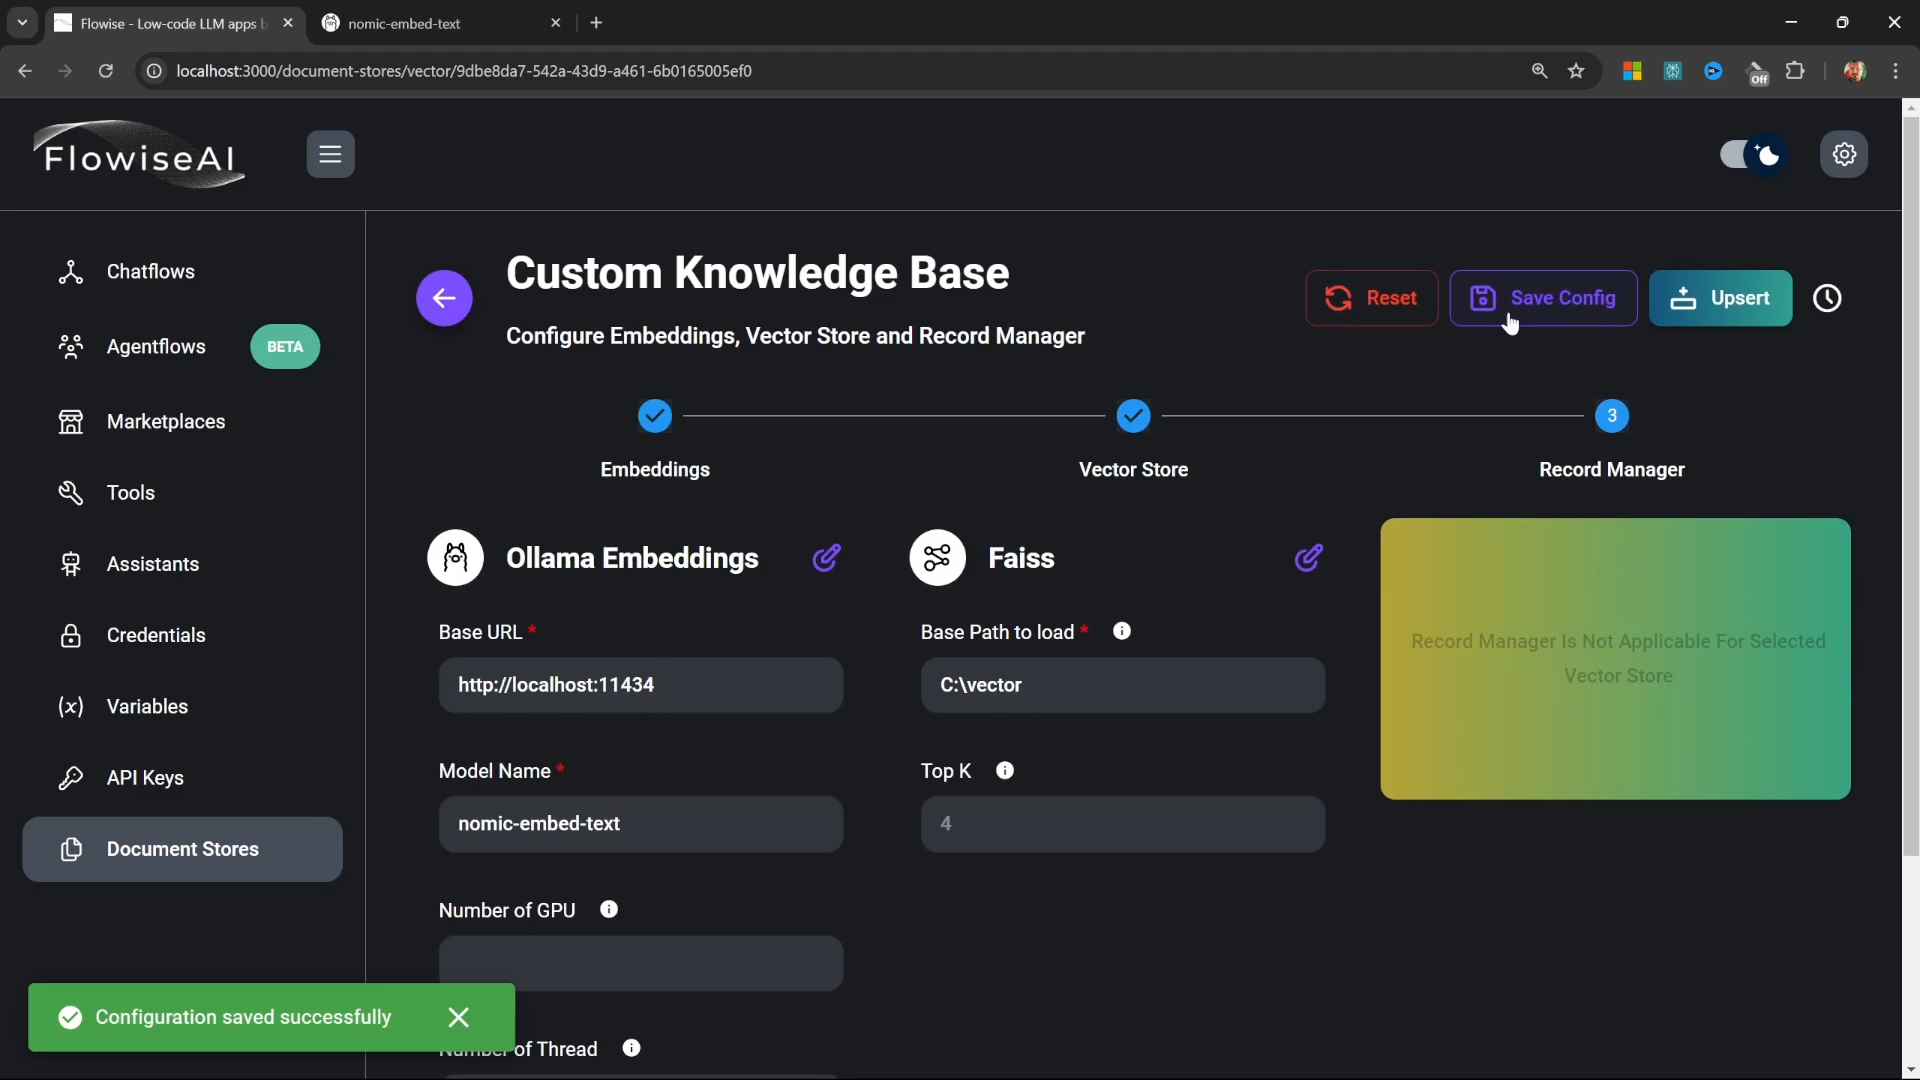 Flowise - Low-code LLM apps b
nomic-embed-text
localhost:3000/document-stores/vector/9dbe8da7-542a-43d9-a461-6b0165005ef0
Off
FlowiseAI
Custom Knowledge Base
Configure Embeddings, Vector Store and Record Manager
Reset
Save Config
Upsert
Chatflows
Agentflows
BETA
Marketplaces
Tools
Assistants
Credentials
Variables
API Keys
Document Stores
3
Embeddings
Vector Store
Record Manager
Ollama Embeddings
Faiss
Base URL *
http://localhost:11434
Model Name *
nomic-embed-text
Number of GPU
of Thread
Base Path to load *
C:\vector
Top K
4
Record Manager Is Not Applicable For Selected
Vector Store
Configuration saved successfully